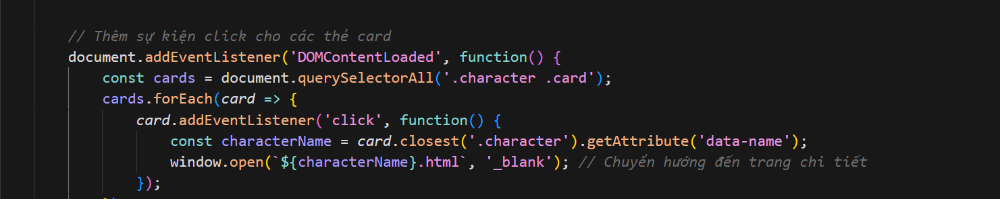 // Thêm sự kiện click cho các thẻ card
document.addEventListener('DOMContentLoaded', function() {
const cards = document.querySelectorAll('.character .card');
cards.forEach(card => {
card.addEventListener('click', function() {
const characterName = card.closest('.character').getAttribute('data-name');
window.open(`${characterName}.html`, '_blank'); // Chuyển hướng đến trang chi tiết
});